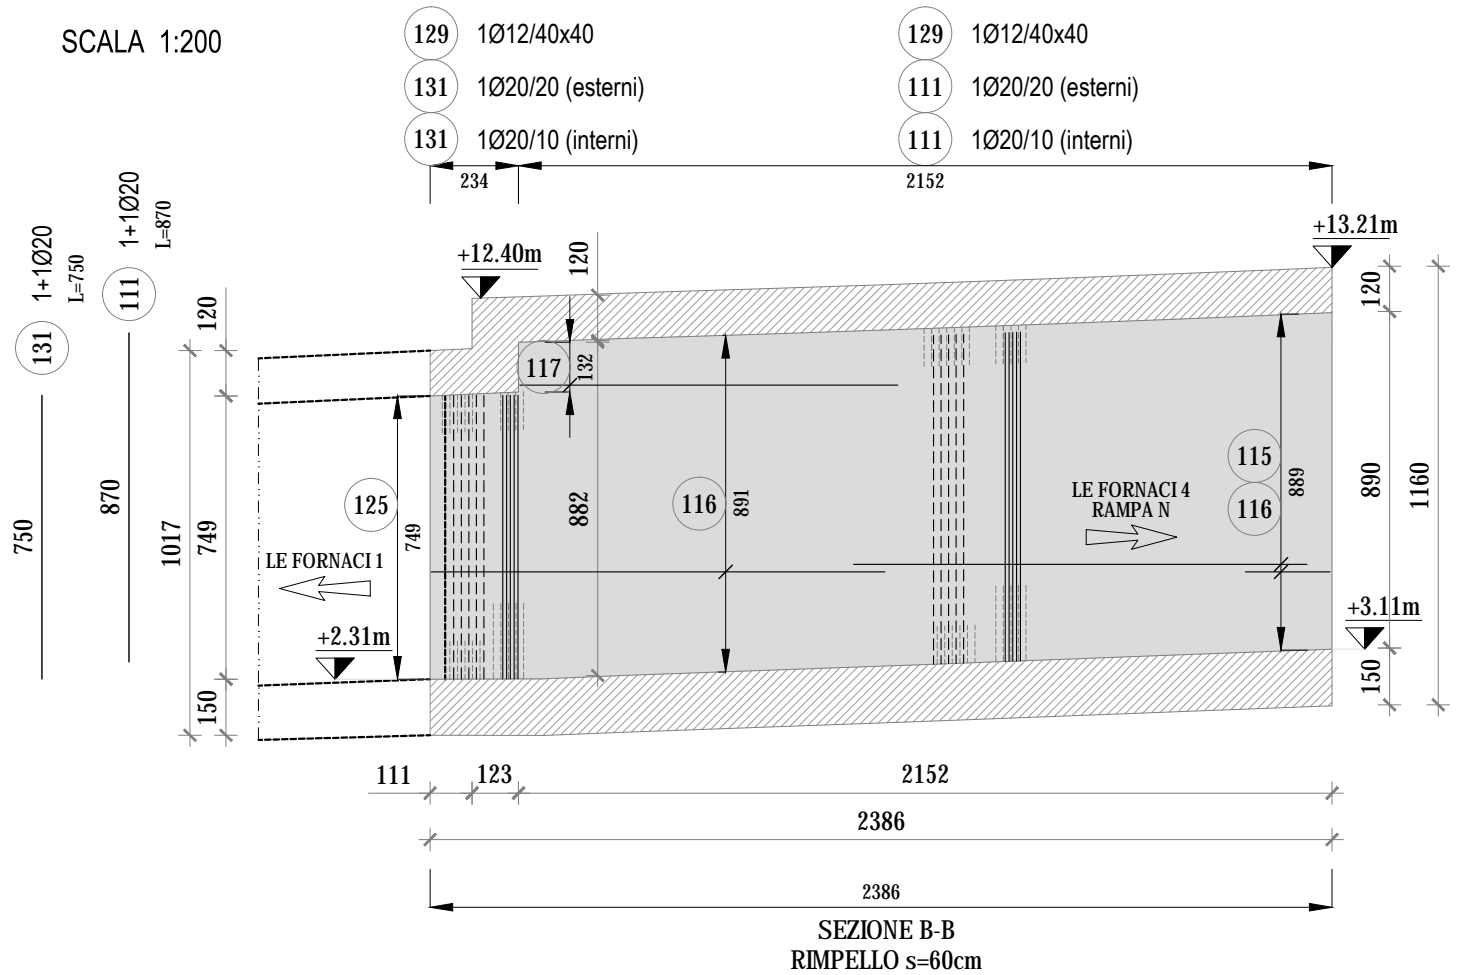 SCALA 1:200
129 1Ø12/40x40
131 1Ø20/20 (esterni)
131 1Ø20/10 (interni)
129 1Ø12/40x40
111 1Ø20/20 (esterni)
111 1Ø20/10 (interni)
234
2152
131 1+1Ø20
L=750
111 1+1Ø20
L=870
750
870
+12.40m
+13.21m
120
120
120
1017
749
150
125
749
117
132
882
116
891
115
116
889
890
1160
150
LE FORNACI 1
LE FORNACI 4
RAMPA N
+2.31m
+3.11m
111
123
2152
2386
2386
SEZIONE B-B
RIMPELLO s=60cm